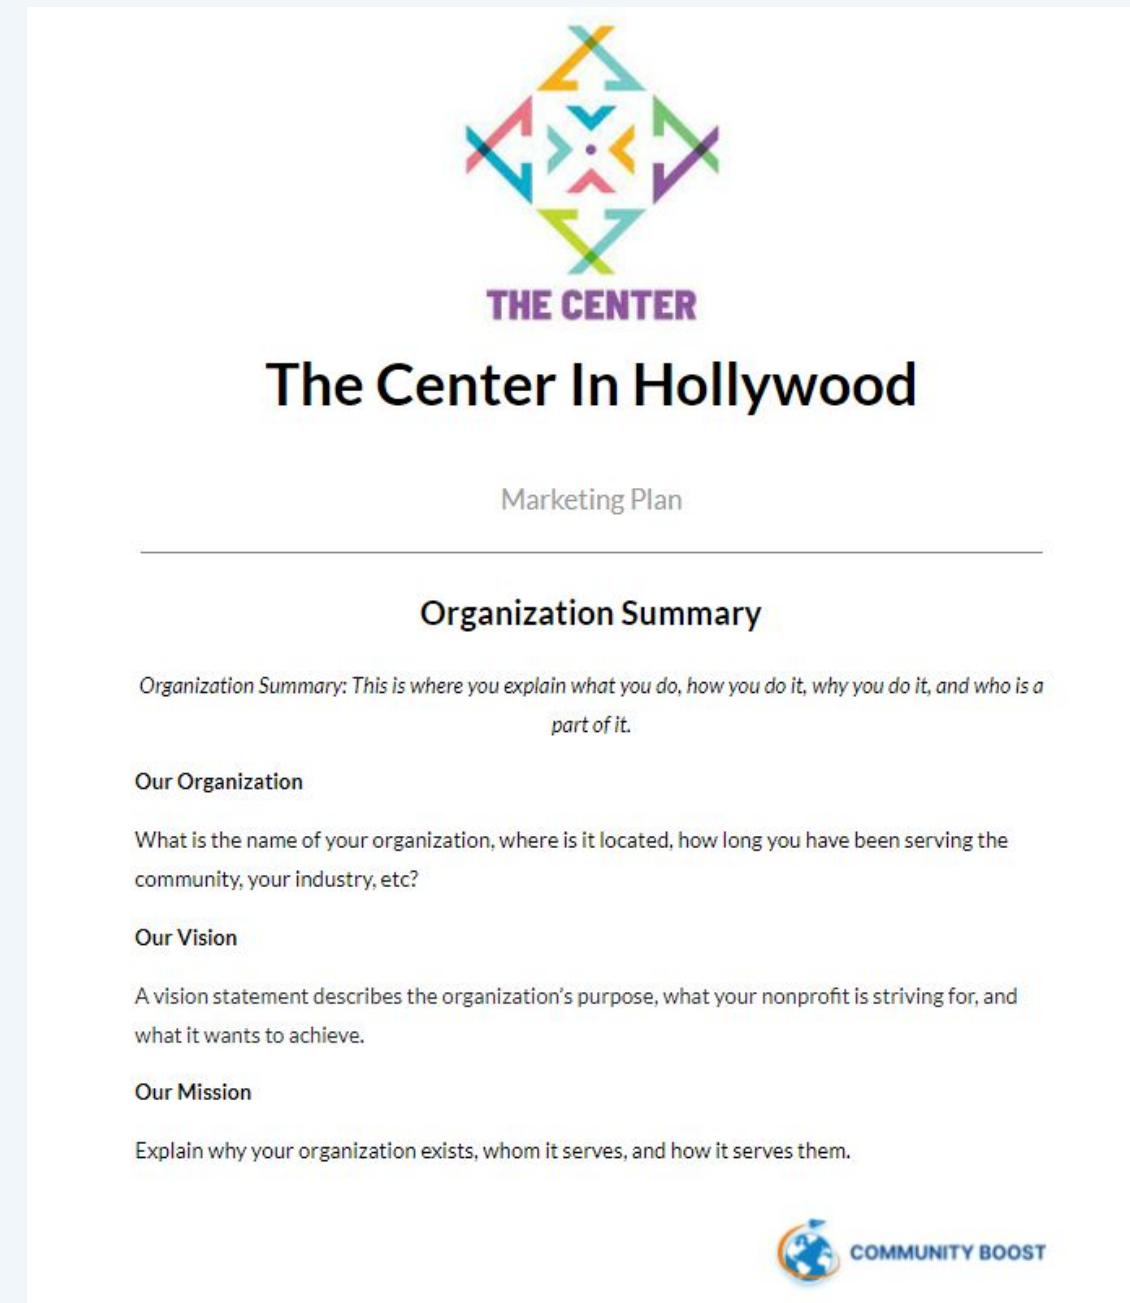 THE CENTER
The Center In Hollywood
Marketing Plan
Organization Summary
Organization Summary: This is where you explain what you do, how you do it, why you do it, and who is a
part of it.
Our Organization
What is the name of your organization, where is it located, how long you have been serving the
community, your industry, etc?
Our Vision
A vision statement describes the organization's purpose, what your nonprofit is striving for, and
what it wants to achieve.
Our Mission
Explain why your organization exists, whom it serves, and how it serves them.
COMMUNITY BOOST